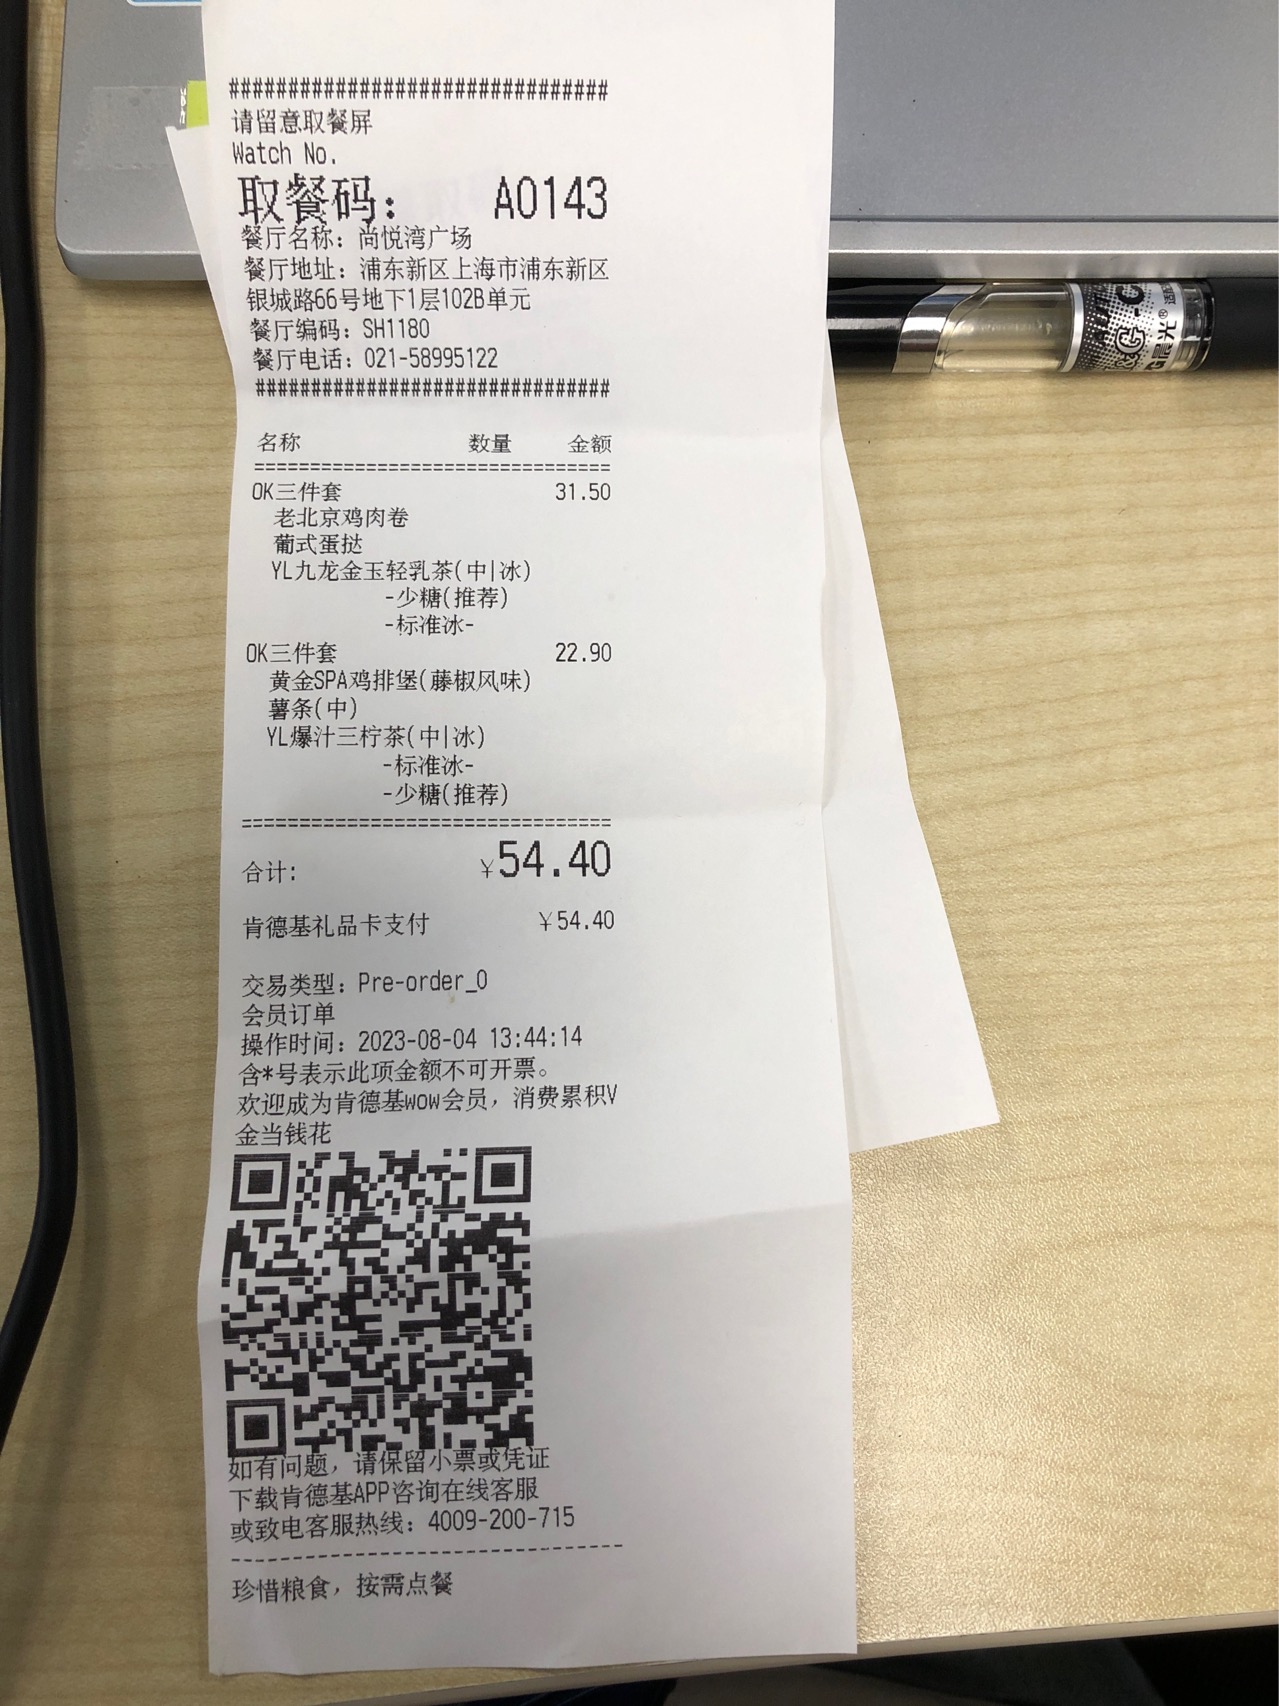 ################################
请留意取餐屏
Watch No.
取餐码: A0143
餐厅名称: 尚悦湾广场
餐厅地址: 浦东新区上海市浦东新区
银城路66号地下1层102B单元
餐厅编码: SH1180
餐厅电话: 021-58995122
################################
名称 数量 金额
================================
OK三件套 31.50
老北京鸡肉卷
葡式蛋挞
YL九龙金玉轻乳茶(中|冰)
-少糖(推荐)
-标准冰-
OK三件套 22.90
黄金SPA鸡排堡(藤椒风味)
薯条(中)
YL爆汁三柠茶(中|冰)
-标准冰-
-少糖(推荐)
================================
合计: ¥54.40
肯德基礼品卡支付 ¥54.40
交易类型: Pre-order_0
会员订单
操作时间: 2023-08-04 13:44:14
含*号表示此项金额不可开票。
欢迎成为肯德基wow会员，消费累积V
金当钱花
如有问题，请保留小票或凭证
下载肯德基APP咨询在线客服
或致电客服热线: 4009-200-715
--------------------------------
珍惜粮食，按需点餐
晨光®